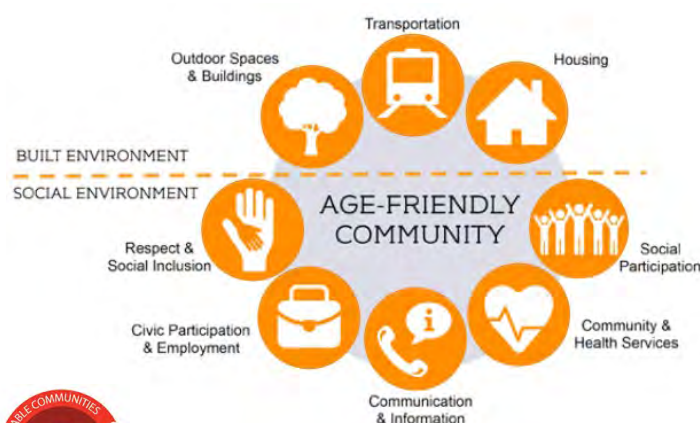 Transportation
Outdoor Spaces
& Buildings
Housing
BUILT ENVIRONMENT
SOCIAL ENVIRONMENT
AGE-FRIENDLY
COMMUNITY
Respect &
Social Inclusion
Social
Participation
i
Civic Participation
& Employment
Community &
Health Services
Communication
& Information
COMMUNITIES